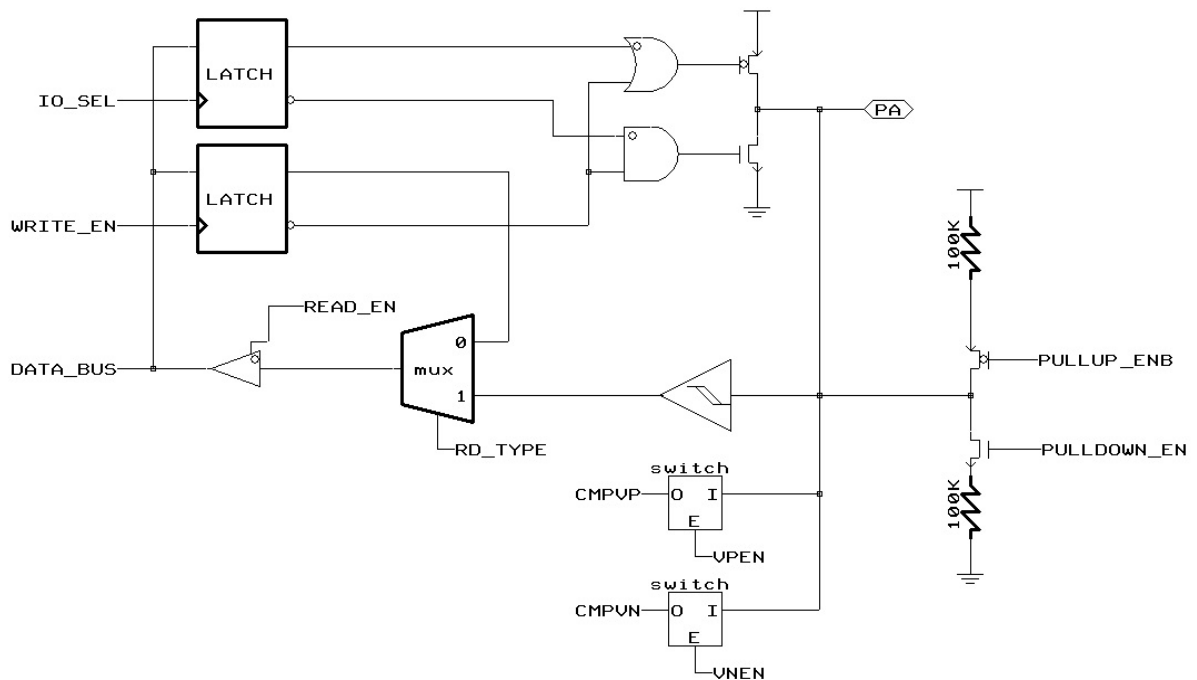 LATCH
IO_SEL
PA
LATCH
WRITE_EN
100K
READ_EN
0
DATA_BUS
mux
PULLUP_ENB
1
RD_TYPE
PULLDOWN_EN
switch
CMPVP
O I
E
100K
VPEN
switch
CMPVN
O I
E
VNEN